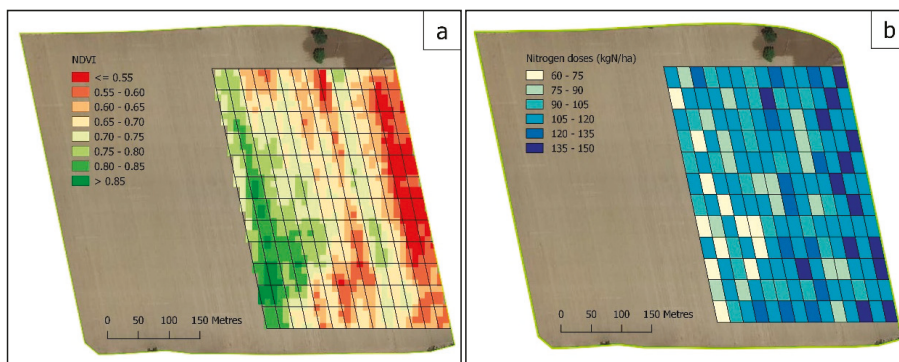 a
NDVI
<= 0.55
0.55 - 0.60
0.60 - 0.65
0.65 - 0.70
0.70 - 0.75
0.75 - 0.80
0.80 - 0.85
> 0.85
0 50 100 150 Metres
b
Nitrogen doses (kgN/ha)
60 - 75
75 - 90
90 - 105
105 - 120
120 - 135
135 - 150
0 50 100 150 Metres